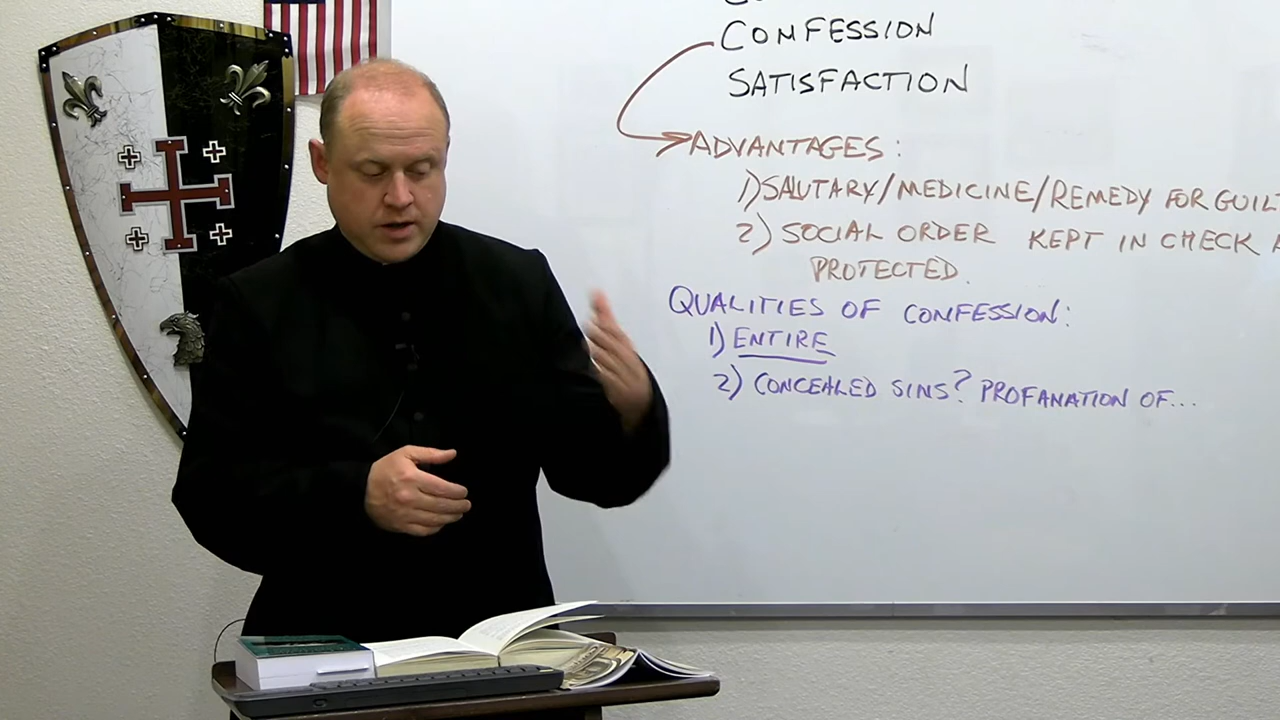 CONFESSION
SATISFACTION
ADVANTAGES:
1) SALUTARY/MEDICINE/REMEDY FOR GUILT
2) SOCIAL ORDER KEPT IN CHECK
PROTECTED.
QUALITIES OF CONFESSION:
1) ENTIRE
2) CONCEALED SINS? PROFANATION OF...